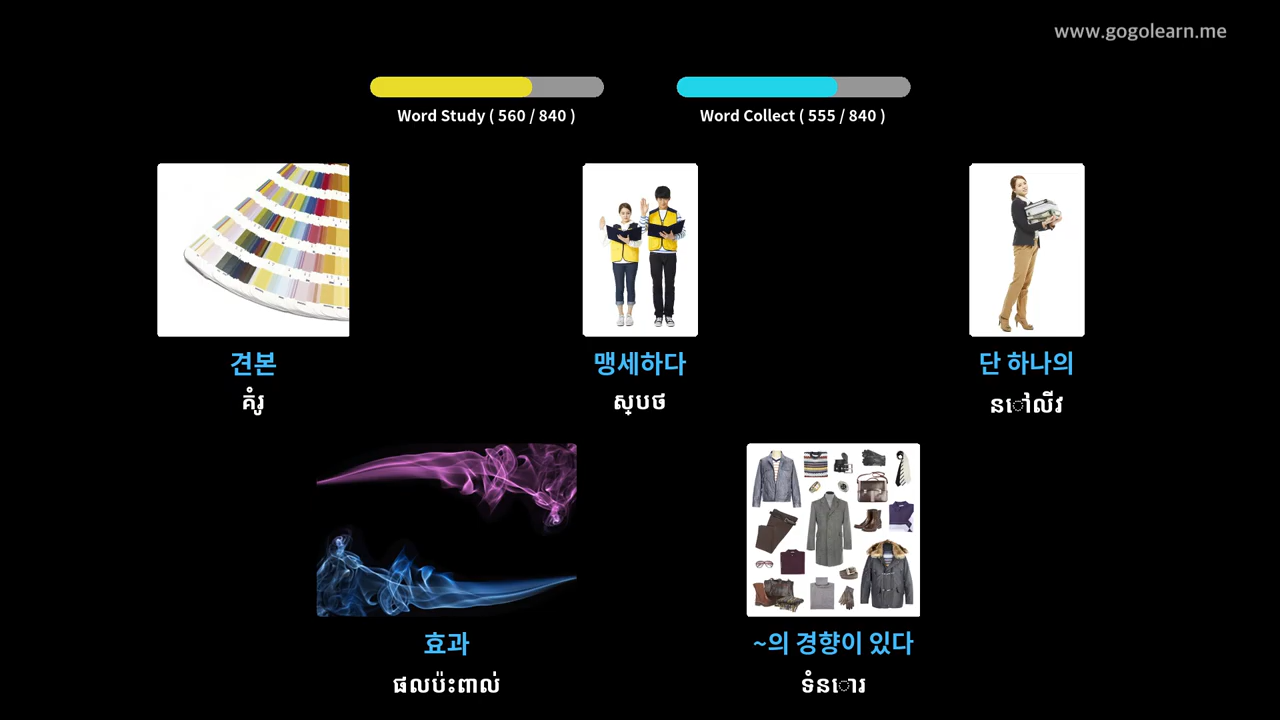 www.gogolearn.me
Word Study ( 560 / 840 )
Word Collect ( 555 / 840 )
견본
គំរូ
맹세하다
ស្បថ
단 하나의
នៅលីវ
효과
ផលប៉ះពាល់
~의 경향이 있다
ទំនោរ